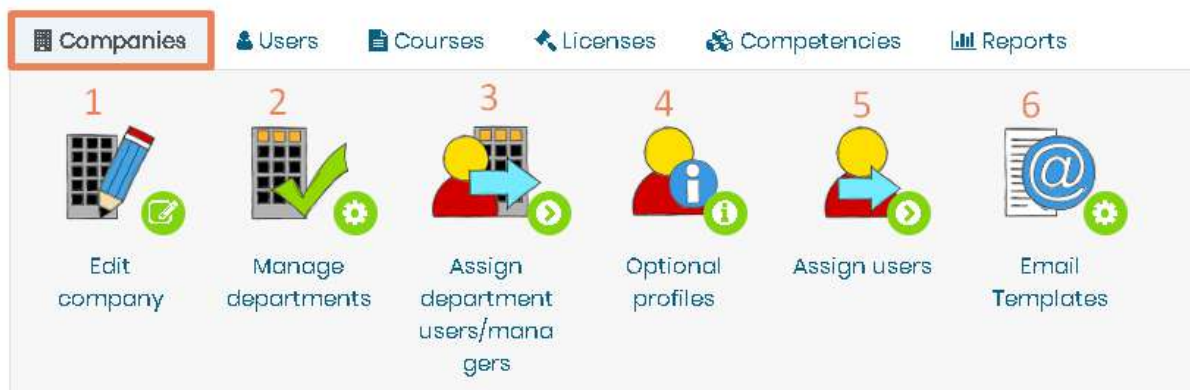 Companies Users Courses Licenses Competencies Reports
1 2 3 4 5 6
@
Edit company
Manage departments
Assign department users/mana gers
Optional profiles
Assign users
Email Templates